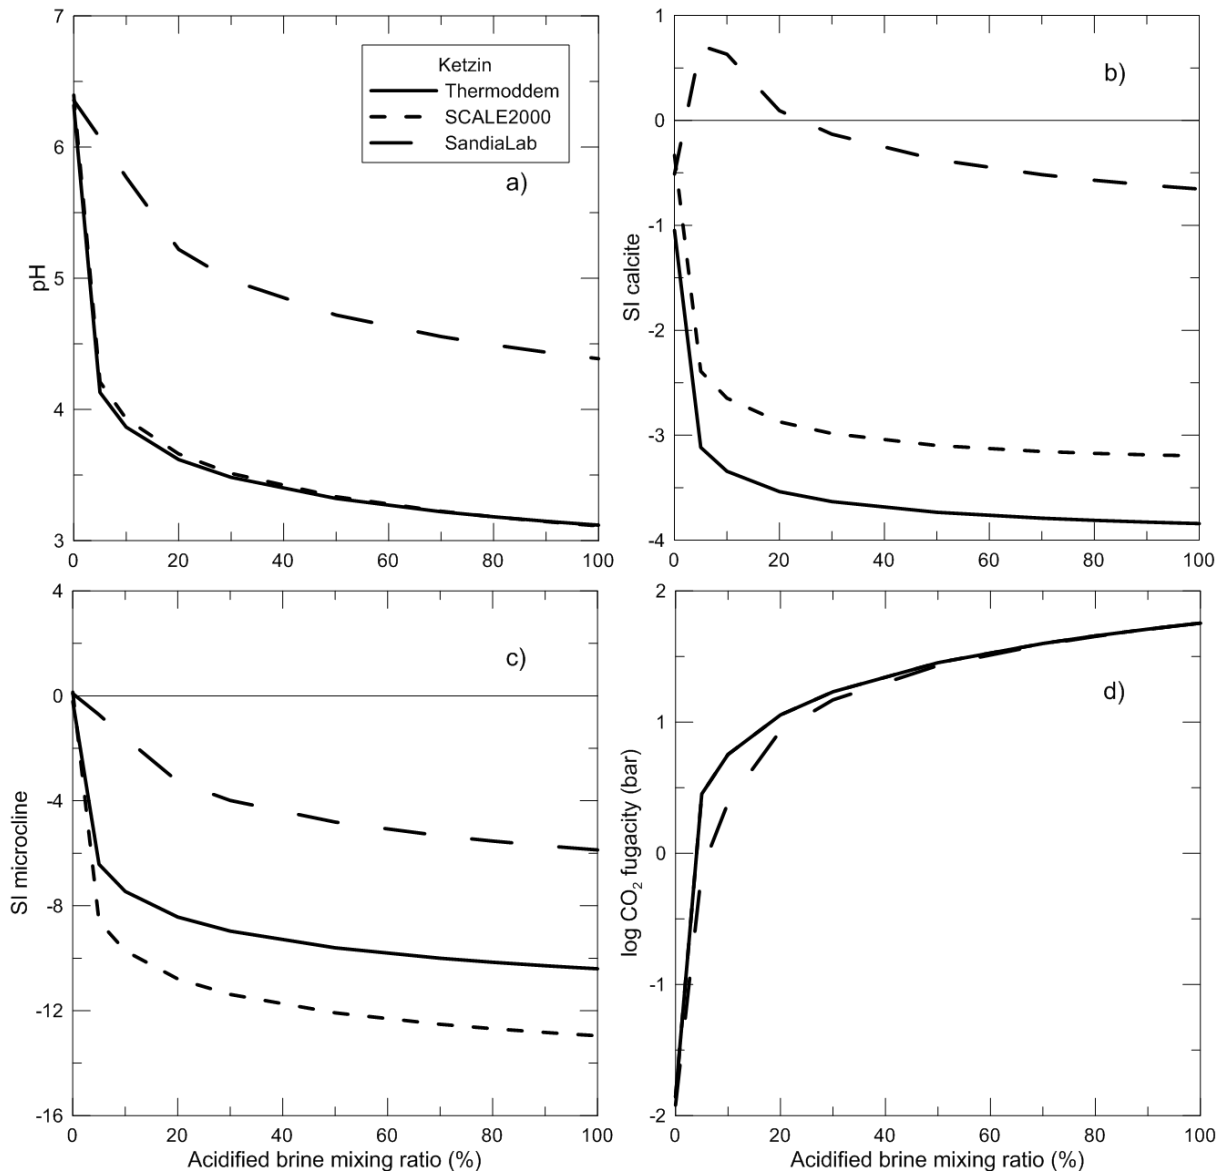 7
6
5
4
3
pH
Ketzin
Thermoddem
SCALE2000
SandiaLab
a)
0 20 40 60 80 100
1
0
-1
-2
-3
-4
SI calcite
b)
0 20 40 60 80 100
4
0
-4
-8
-12
-16
SI microcline
c)
0 20 40 60 80 100
Acidified brine mixing ratio (%)
2
1
0
-1
-2
log CO₂ fugacity (bar)
d)
0 20 40 60 80 100
Acidified brine mixing ratio (%)